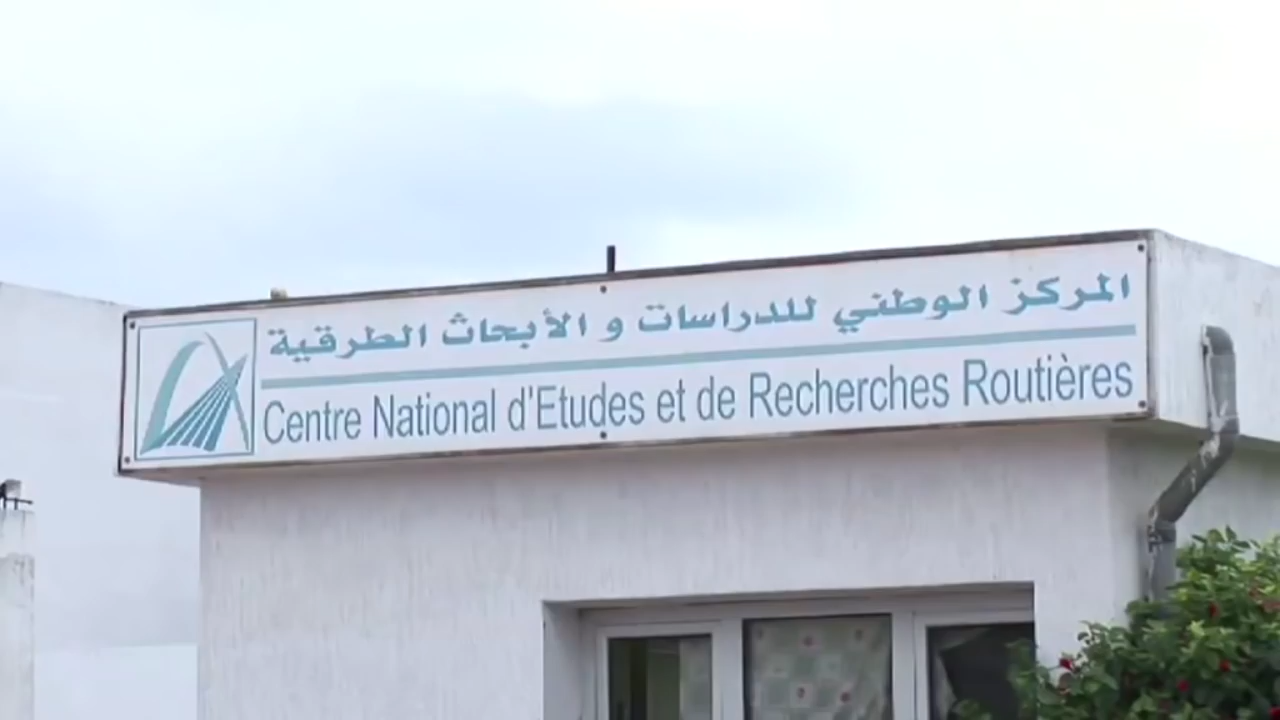 المركز الوطني للدراسات و الأبحاث الطرقية
Centre National d'Etudes et de Recherches Routières